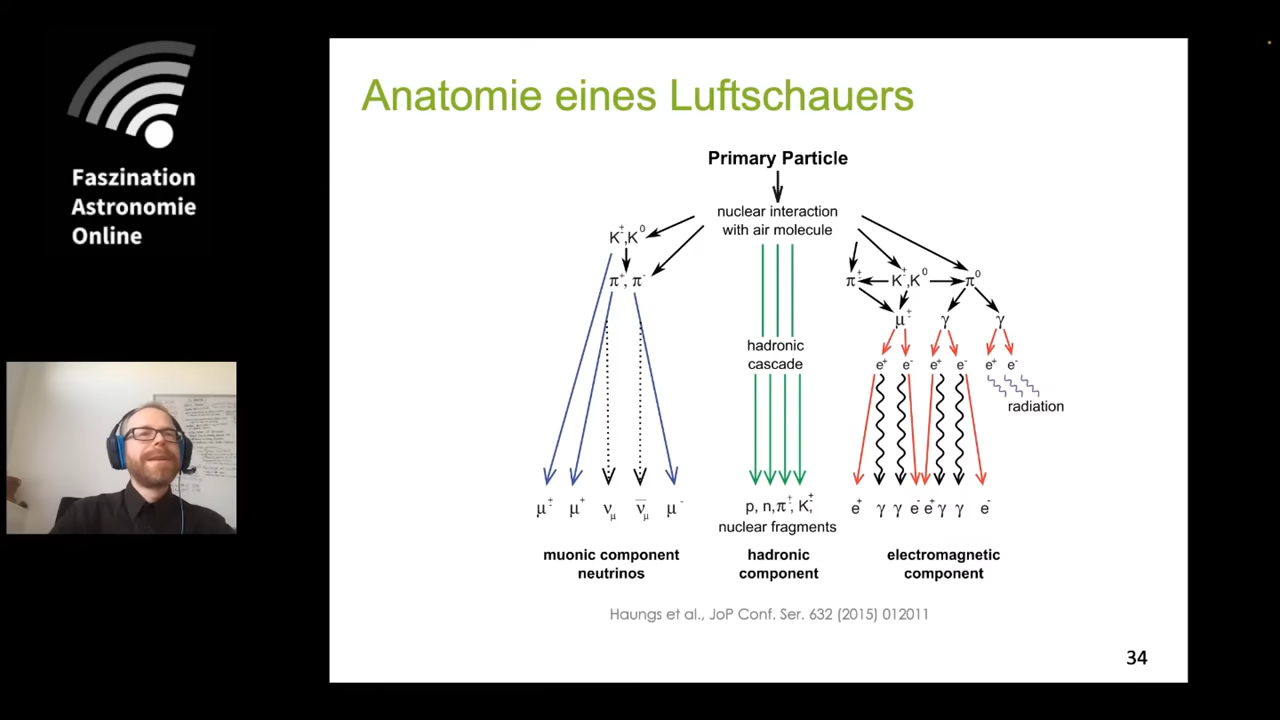 Faszination
Astronomie
Online
Anatomie eines Luftschauers
Primary Particle
nuclear interaction
with air molecule
K±,K⁰
π⁺, π⁻
π± K±,K⁰ π⁰
μ± γ γ
hadronic
cascade
e⁺ e⁻ e⁺ e⁻ e⁺ e⁻
radiation
μ± μ⁺ νμ ν̅μ μ⁻
p, n,π±, K±,
nuclear fragments
e⁺ γ γ e⁻ e⁺ γ γ e⁻
muonic component
neutrinos
hadronic
component
electromagnetic
component
Haungs et al., JoP Conf. Ser. 632 (2015) 012011
34